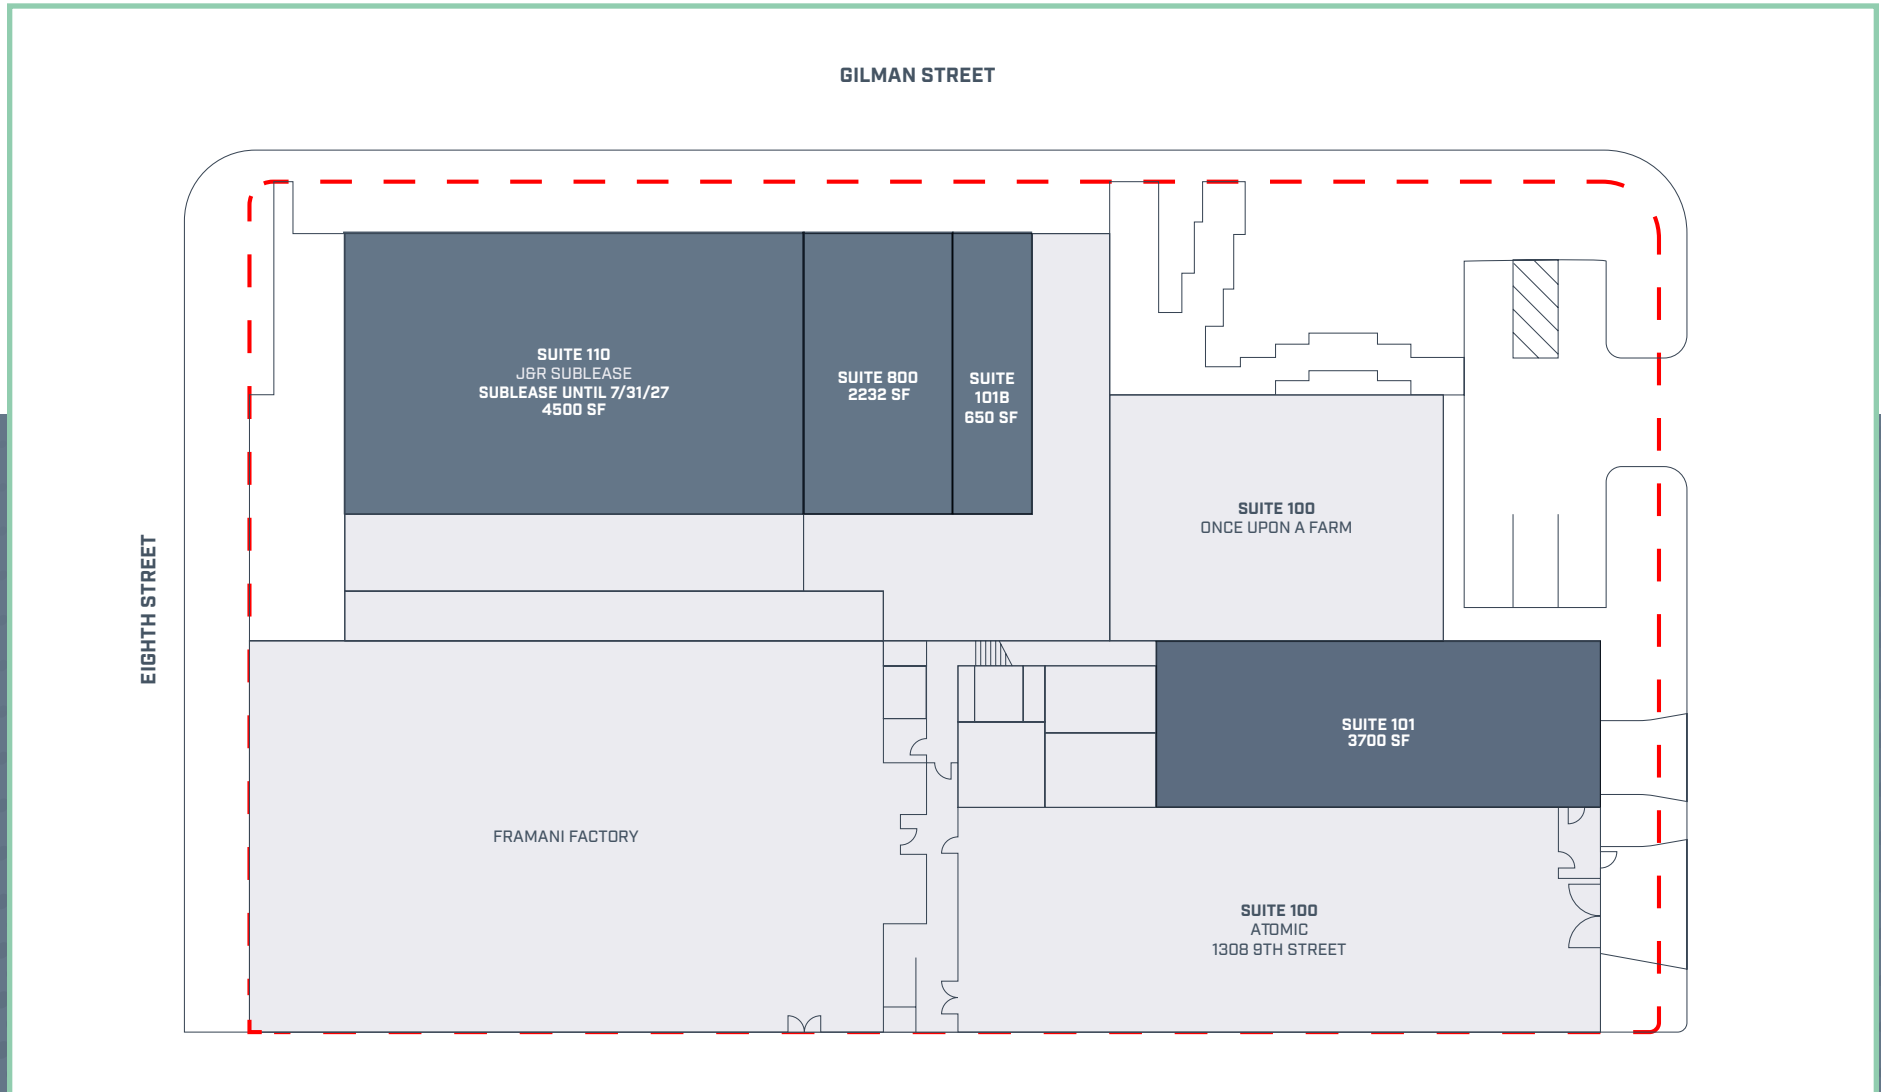 GILMAN STREET
EIGHTH STREET
SUITE 110
J&R SUBLEASE
SUBLEASE UNTIL 7/31/27
4500 SF
SUITE 800
2232 SF
SUITE
101B
650 SF
SUITE 100
ONCE UPON A FARM
SUITE 101
3700 SF
FRAMANI FACTORY
SUITE 100
ATOMIC
1308 9TH STREET